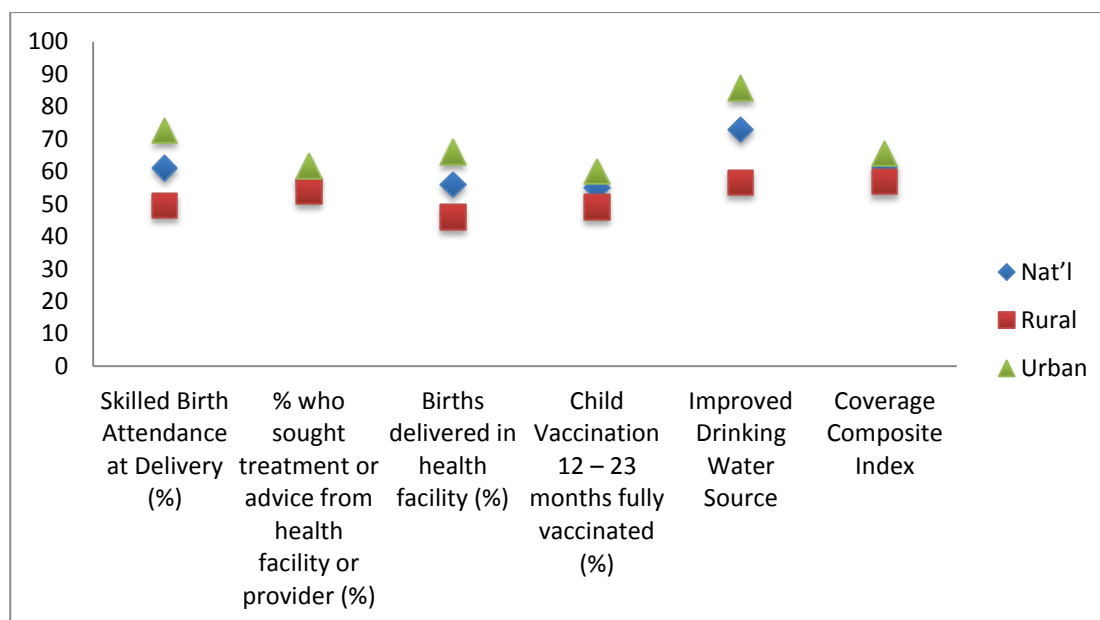 100
90
80
70
60
50
40
30
20
10
0
Nat’l
Rural
Urban
Skilled Birth
Attendance
at Delivery
(%)
% who
sought
treatment or
advice from
health
facility or
provider (%)
Births
delivered in
health
facility (%)
Child
Vaccination
12 – 23
months fully
vaccinated
(%)
Improved
Drinking
Water
Source
Coverage
Composite
Index